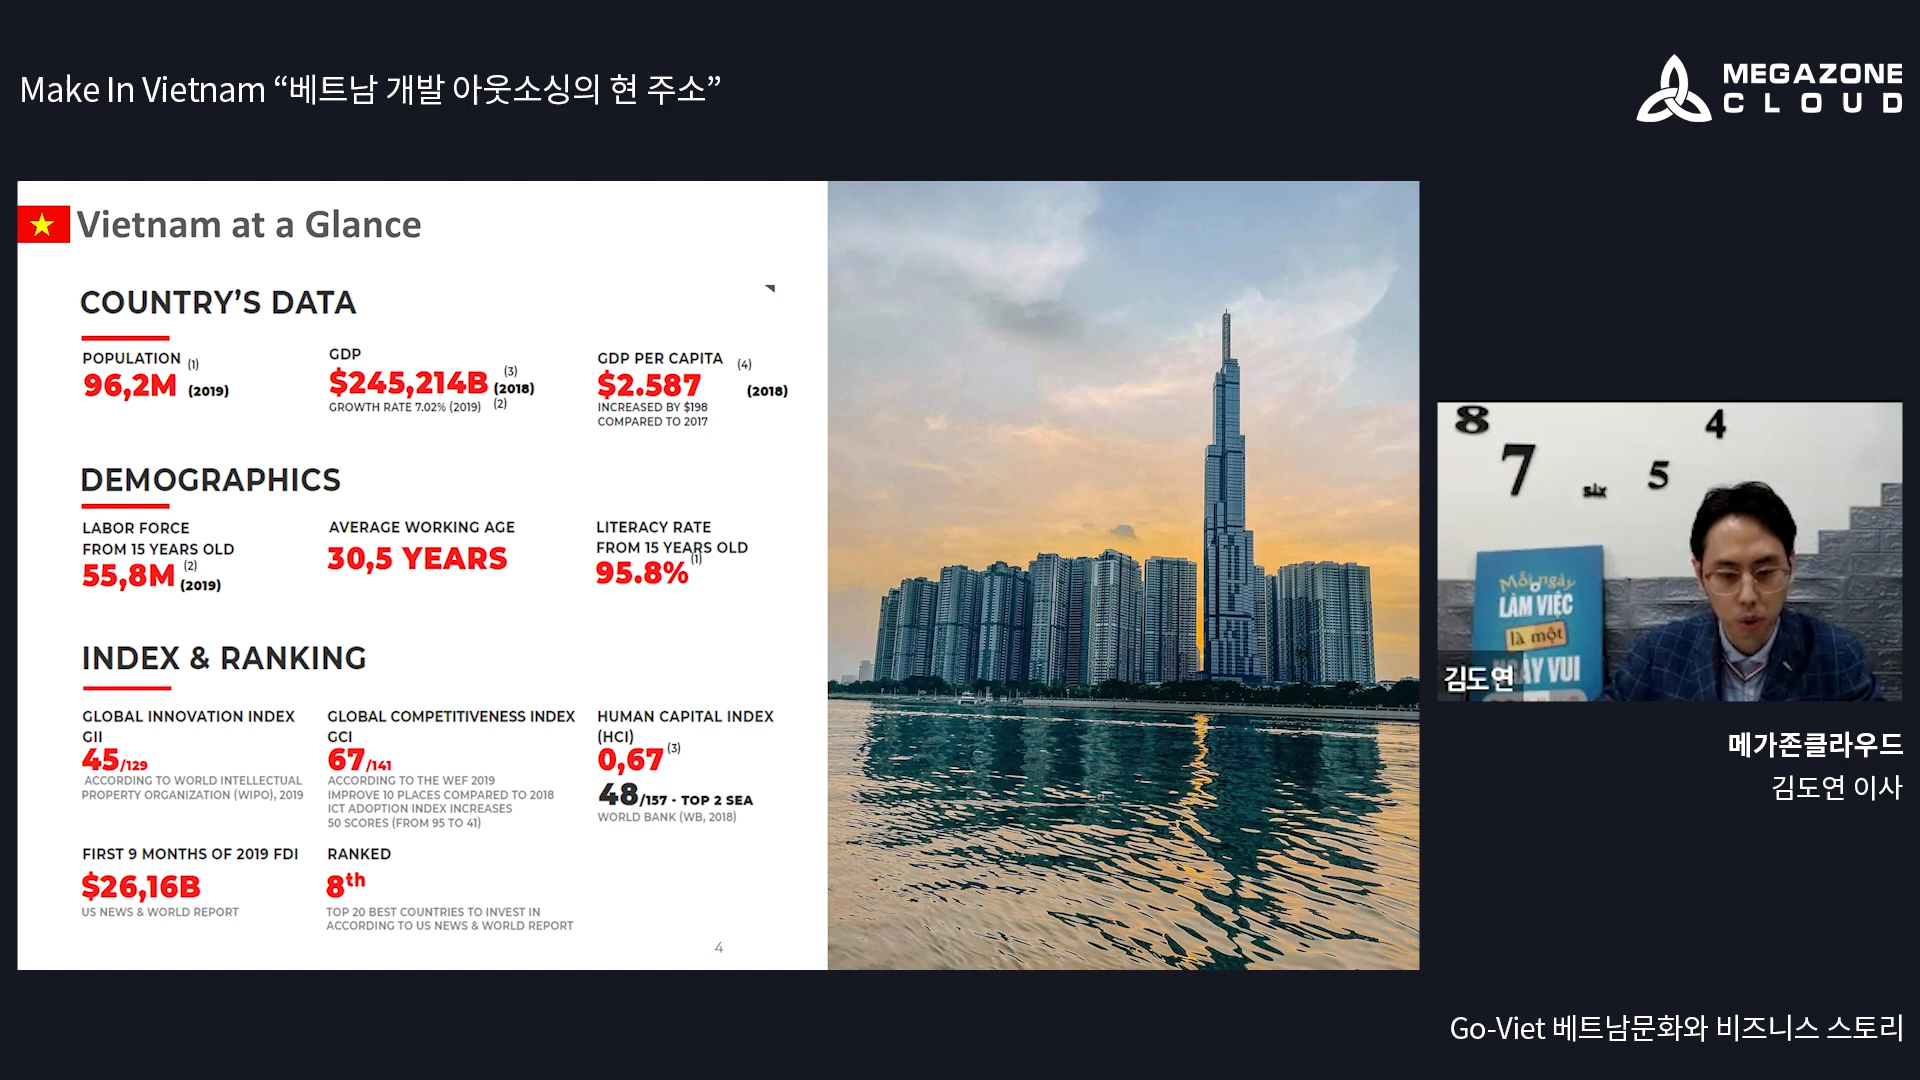 Make In Vietnam “베트남 개발 아웃소싱의 현 주소”
MEGAZONE
CLOUD
Vietnam at a Glance
COUNTRY’S DATA
POPULATION (1)
96,2M (2019)
GDP
$245,214B (3) (2018)
GROWTH RATE 7.02% (2019) (2)
GDP PER CAPITA (4)
$2.587 (2018)
INCREASED BY $198
COMPARED TO 2017
DEMOGRAPHICS
LABOR FORCE
FROM 15 YEARS OLD
55,8M (2) (2019)
AVERAGE WORKING AGE
30,5 YEARS
LITERACY RATE
FROM 15 YEARS OLD
95.8% (1)
INDEX & RANKING
GLOBAL INNOVATION INDEX
GII
45/129
ACCORDING TO WORLD INTELLECTUAL
PROPERTY ORGANIZATION (WIPO), 2019
GLOBAL COMPETITIVENESS INDEX
GCI
67/141
ACCORDING TO THE WEF 2019
IMPROVE 10 PLACES COMPARED TO 2018
ICT ADOPTION INDEX INCREASES
50 SCORES (FROM 95 TO 41)
HUMAN CAPITAL INDEX
(HCI)
0,67 (3)
48/157 - TOP 2 SEA
WORLD BANK (WB, 2018)
FIRST 9 MONTHS OF 2019 FDI
$26,16B
US NEWS & WORLD REPORT
RANKED
8th
TOP 20 BEST COUNTRIES TO INVEST IN
ACCORDING TO US NEWS & WORLD REPORT
4
8
4
7
six
5
Mỗi ngày
LÀM VIỆC
là một
NGÀY VUI
김도연
메가존클라우드
김도연 이사
Go-Viet 베트남문화와 비즈니스 스토리